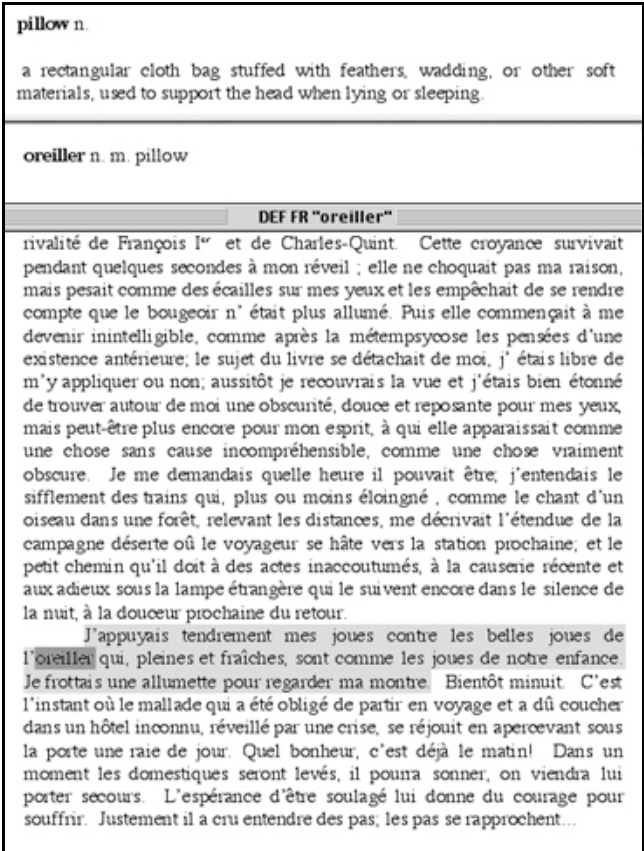 pillow n.
a rectangular cloth bag stuffed with feathers, wadding, or other soft
materials, used to support the head when lying or sleeping.
oreiller n. m. pillow
DEF FR "oreiller"
rivalité de François Iᵉʳ et de Charles-Quint. Cette croyance survivait
pendant quelques secondes à mon réveil ; elle ne choquait pas ma raison,
mais pesait comme des écailles sur mes yeux et les empêchait de se rendre
compte que le bougeoir n' était plus allumé. Puis elle commençait à me
devenir inintelligible, comme après la métempsycose les pensées d'une
existence antérieure; le sujet du livre se détachait de moi, j' étais libre de
m'y appliquer ou non; aussitôt je recouvrais la vue et j'étais bien étonné
de trouver autour de moi une obscurité, douce et reposante pour mes yeux,
mais peut-être plus encore pour mon esprit, à qui elle apparaissait comme
une chose sans cause incompréhensible, comme une chose vraiment
obscure. Je me demandais quelle heure il pouvait être; j'entendais le
sifflement des trains qui, plus ou moins éloingné , comme le chant d'un
oiseau dans une forêt, relevant les distances, me décrivait l'étendue de la
campagne déserte oû le voyageur se hâte vers la station prochaine; et le
petit chemin qu'il doit à des actes inaccoutumés, à la causerie récente et
aux adieux sous la lampe étrangère qui le suivent encore dans le silence de
la nuit, à la douceur prochaine du retour.
J'appuyais tendrement mes joues contre les belles joues de
l'oreiller qui, pleines et fraîches, sont comme les joues de notre enfance.
Je frottais une allumette pour regarder ma montre. Bientôt minuit. C'est
l'instant où le mallade qui a été obligé de partir en voyage et a dû coucher
dans un hôtel inconnu, réveillé par une crise, se réjouit en apercevant sous
la porte une raie de jour. Quel bonheur, c'est déjà le matin! Dans un
moment les domestiques seront levés, il pourra sonner, on viendra lui
porter secours. L'espérance d'être soulagé lui donne du courage pour
souffrir. Justement il a cru entendre des pas; les pas se rapprochent...